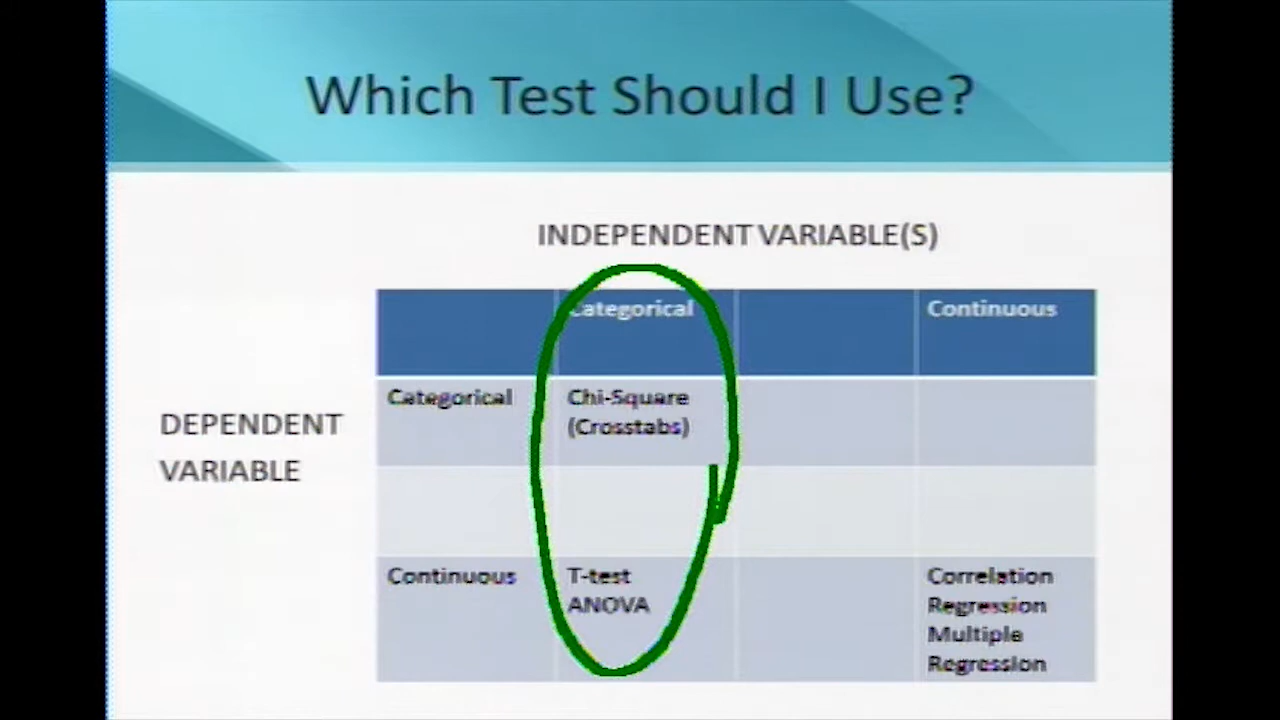 Which Test Should I Use?
INDEPENDENT VARIABLE(S)
Categorical Continuous
DEPENDENT
VARIABLE
Categorical Chi-Square
(Crosstabs)
Continuous T-test Correlation
ANOVA Regression
Multiple
Regression